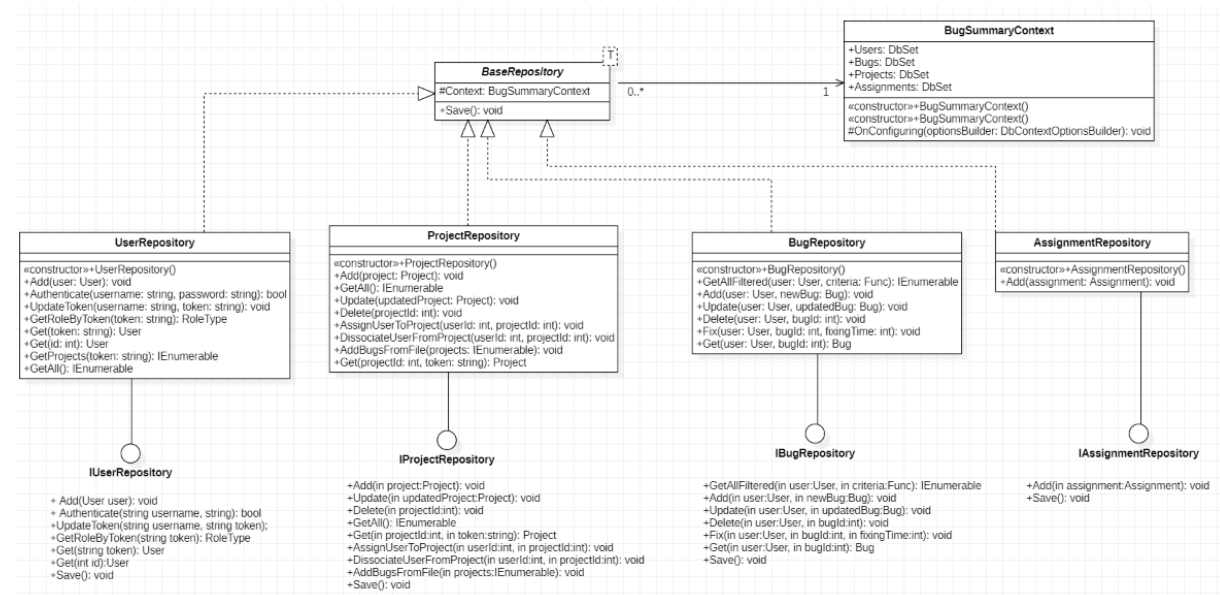 BugSummaryContext
+Users: DbSet
+Bugs: DbSet
+Projects: DbSet
+Assignments: DbSet
«constructor»+BugSummaryContext()
«constructor»+BugSummaryContext()
#OnConfiguring(optionsBuilder: DbContextOptionsBuilder): void
T
BaseRepository
#Context: BugSummaryContext
+Save(): void
0..*
1
UserRepository
«constructor»+UserRepository()
+Add(user: User): void
+Authenticate(username: string, password: string): bool
+UpdateToken(username: string, token: string): void
+GetRoleByToken(token: string): RoleType
+Get(token: string): User
+Get(id: int): User
+GetProjects(token: string): IEnumerable
+GetAll(): IEnumerable
ProjectRepository
«constructor»+ProjectRepository()
+Add(project: Project): void
+GetAll(): IEnumerable
+Update(updatedProject: Project): void
+Delete(projectId: int): void
+AssignUserToProject(userId: int, projectId: int): void
+DissociateUserFromProject(userId: int, projectId: int): void
+AddBugsFromFile(projects: IEnumerable): void
+Get(projectId: int, token: string): Project
BugRepository
«constructor»+BugRepository()
+GetAllFiltered(user: User, criteria: Func): IEnumerable
+Add(user: User, newBug: Bug): void
+Update(user: User, updatedBug: Bug): void
+Delete(user: User, bugId: int): void
+Fix(user: User, bugId: int, fixingTime: int): void
+Get(user: User, bugId: int): Bug
AssignmentRepository
«constructor»+AssignmentRepository()
+Add(assignment: Assignment): void
IUserRepository
+ Add(User user): void
+ Authenticate(string username, string): bool
+UpdateToken(string username, string token);
+GetRoleByToken(string token): RoleType
+Get(string token): User
+Get(int id):User
+Save(): void
IProjectRepository
+Add(in project:Project): void
+Update(in updatedProject:Project): void
+Delete(in projectId:int): void
+GetAll(): IEnumerable
+Get(in projectId:int, in token:string): Project
+AssignUserToProject(in userId:int, in projectId:int): void
+DissociateUserFromProject(in userId:int, in projectId:int): void
+AddBugsFromFile(in projects:IEnumerable): void
+Save(): void
IBugRepository
+GetAllFiltered(in user:User, in criteria:Func): IEnumerable
+Add(in user:User, in newBug:Bug): void
+Update(in user:User, in updatedBug:Bug): void
+Delete(in user:User, in bugId:int): void
+Fix(in user:User, in bugId:int, in fixingTime:int): void
+Get(in user:User, in bugId:int): Bug
+Save(): void
IAssignmentRepository
+Add(in assignment:Assignment): void
+Save(): void